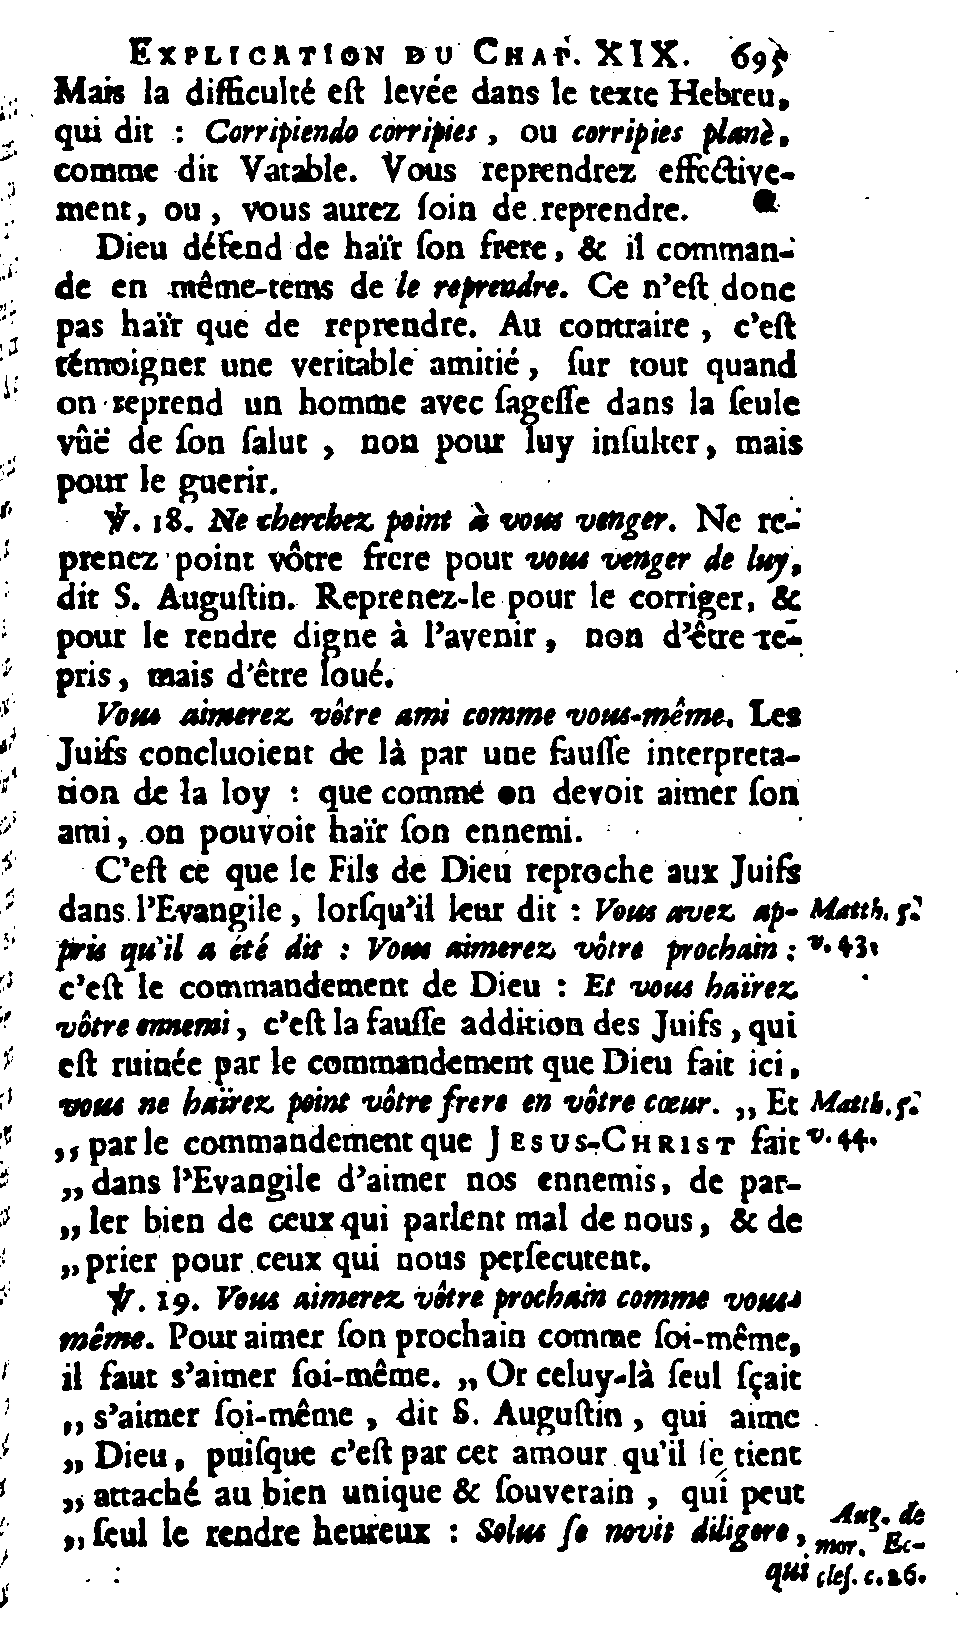 EXPLICATION DU CHAP. XIX. 695
Mais la difficulté eſt levée dans le texte Hebreu,
qui dit : Corripiendo corripies, ou corripies planè,
comme dit Vatable. Vous reprendrez effective-
ment, ou, vous aurez ſoin de reprendre.
Dieu défend de haïr ſon frere, & il comman-
de en même-tems de le reprendre. Ce n'eſt donc
pas haïr que de reprendre. Au contraire, c'eſt
témoigner une veritable amitié, ſur tout quand
on reprend un homme avec ſageſſe dans la ſeule
vûë de ſon ſalut, non pour luy inſulter, mais
pour le guerir.
℣. 18. Ne cherchez point à vous venger. Ne re-
prenez point vôtre frere pour vous venger de luy,
dit S. Auguſtin. Reprenez-le pour le corriger, &
pour le rendre digne à l'avenir, non d'être re-
pris, mais d'être loué.
Vous aimerez vôtre ami comme vous-même. Les
Juifs concluoient de là par une fauſſe interpreta-
tion de la loy : que comme on devoit aimer ſon
ami, on pouvoit haïr ſon ennemi.
C'eſt ce que le Fils de Dieu reproche aux Juifs
dans l'Evangile, lorſqu'il leur dit : Vous avez ap- Matth. 5.
pris qu'il a été dit : Vous aimerez vôtre prochain : v. 43.
c'eſt le commandement de Dieu : Et vous haïrez
vôtre ennemi, c'eſt la fauſſe addition des Juifs, qui
eſt ruinée par le commandement que Dieu fait ici,
vous ne haïrez point vôtre frere en vôtre cœur. „ Et Matth. 5.
„ par le commandement que JESUS-CHRIST fait v. 44.
„ dans l'Evangile d'aimer nos ennemis, de par-
„ ler bien de ceux qui parlent mal de nous, & de
„ prier pour ceux qui nous perſecutent.
℣. 19. Vous aimerez vôtre prochain comme vous-
même. Pour aimer ſon prochain comme ſoi-même,
il faut s'aimer ſoi-même. „ Or celuy-là ſeul ſçait
„ s'aimer ſoi-même, dit S. Auguſtin, qui aime
„ Dieu, puiſque c'eſt par cet amour qu'il ſe tient
„ attaché au bien unique & ſouverain, qui peut
„ ſeul le rendre heureux : Solus ſe novit diligere, Aug. de
mor. Ec-
qui cleſ. c. 26.